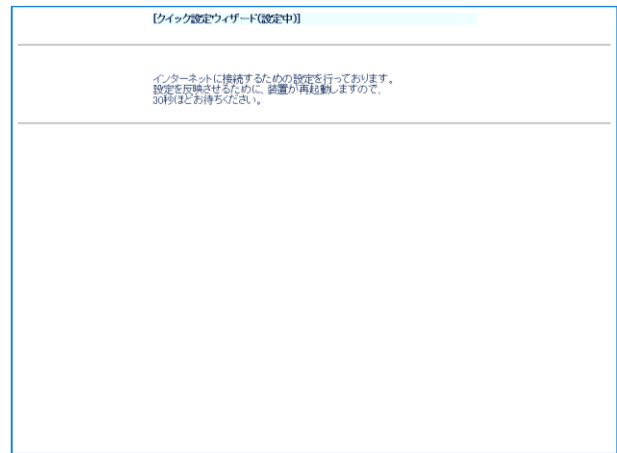 [クイック設定ウィザード(設定中)]
インターネットに接続するための設定を行っております。
設定を反映させるために、装置が再起動しますので、
30秒ほどお待ちください。